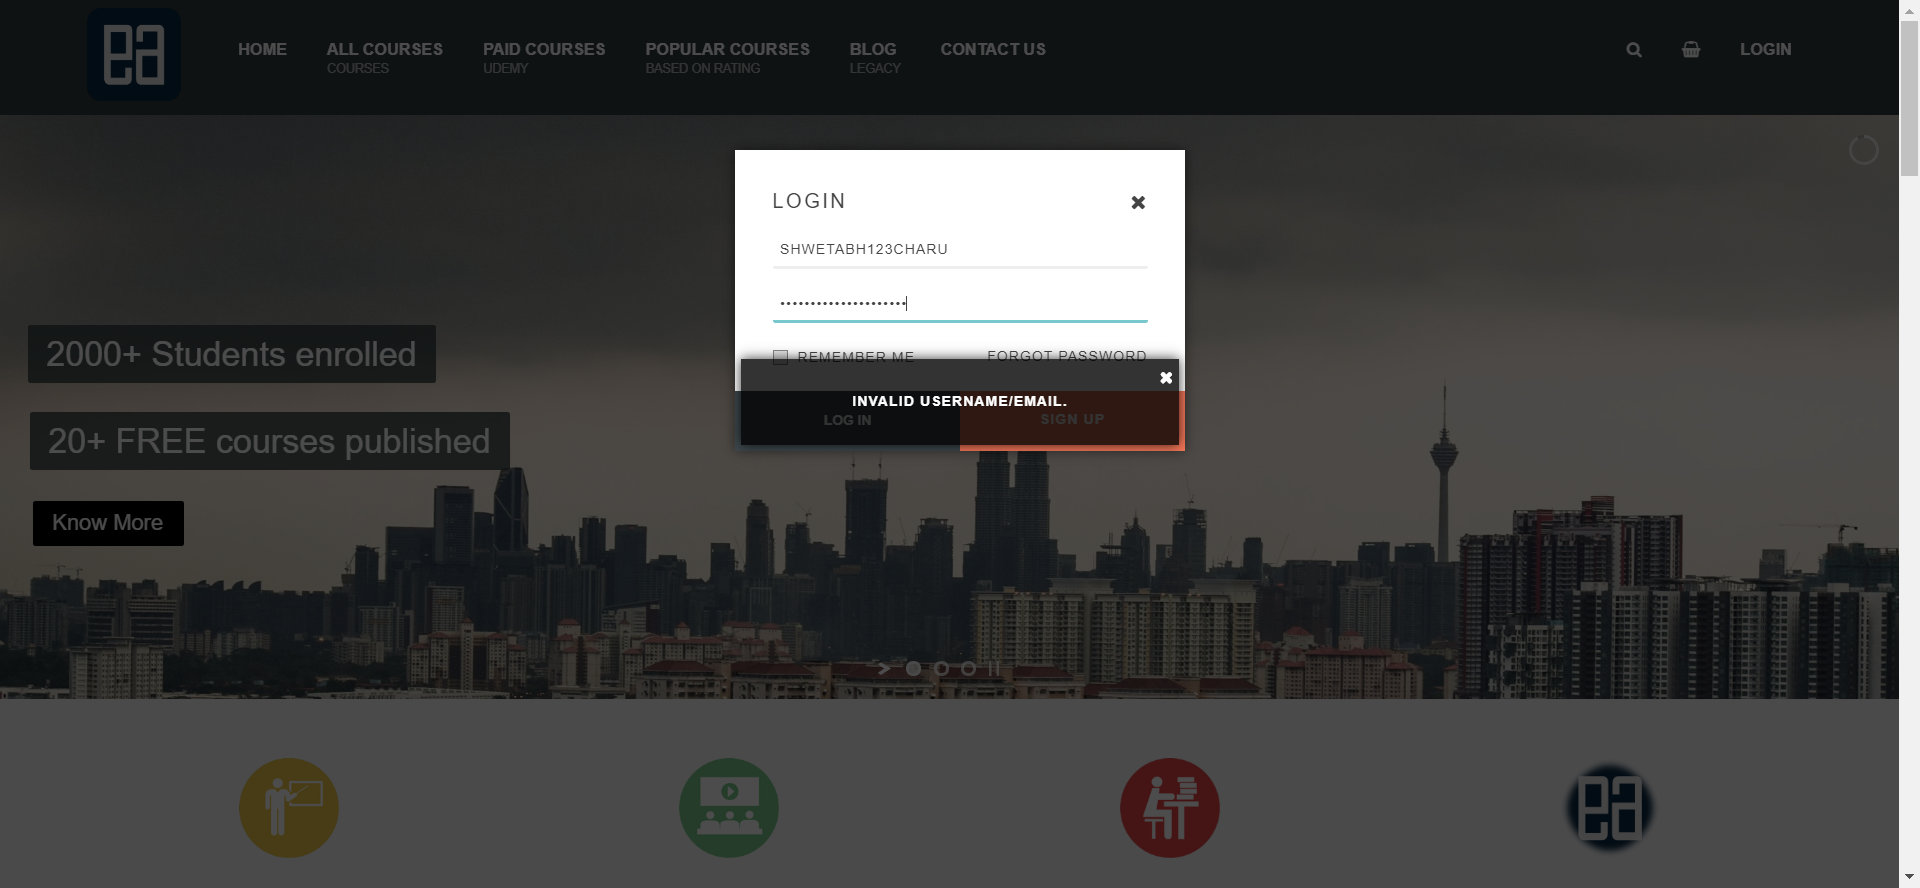 ea
HOME
ALL COURSES
COURSES
PAID COURSES
UDEMY
POPULAR COURSES
BASED ON RATING
BLOG
LEGACY
CONTACT US
LOGIN
LOGIN
SHWETABH123CHARU
REMEMBER ME
FORGOT PASSWORD
INVALID USERNAME/EMAIL.
LOG IN
SIGN UP
2000+ Students enrolled
20+ FREE courses published
Know More
ea